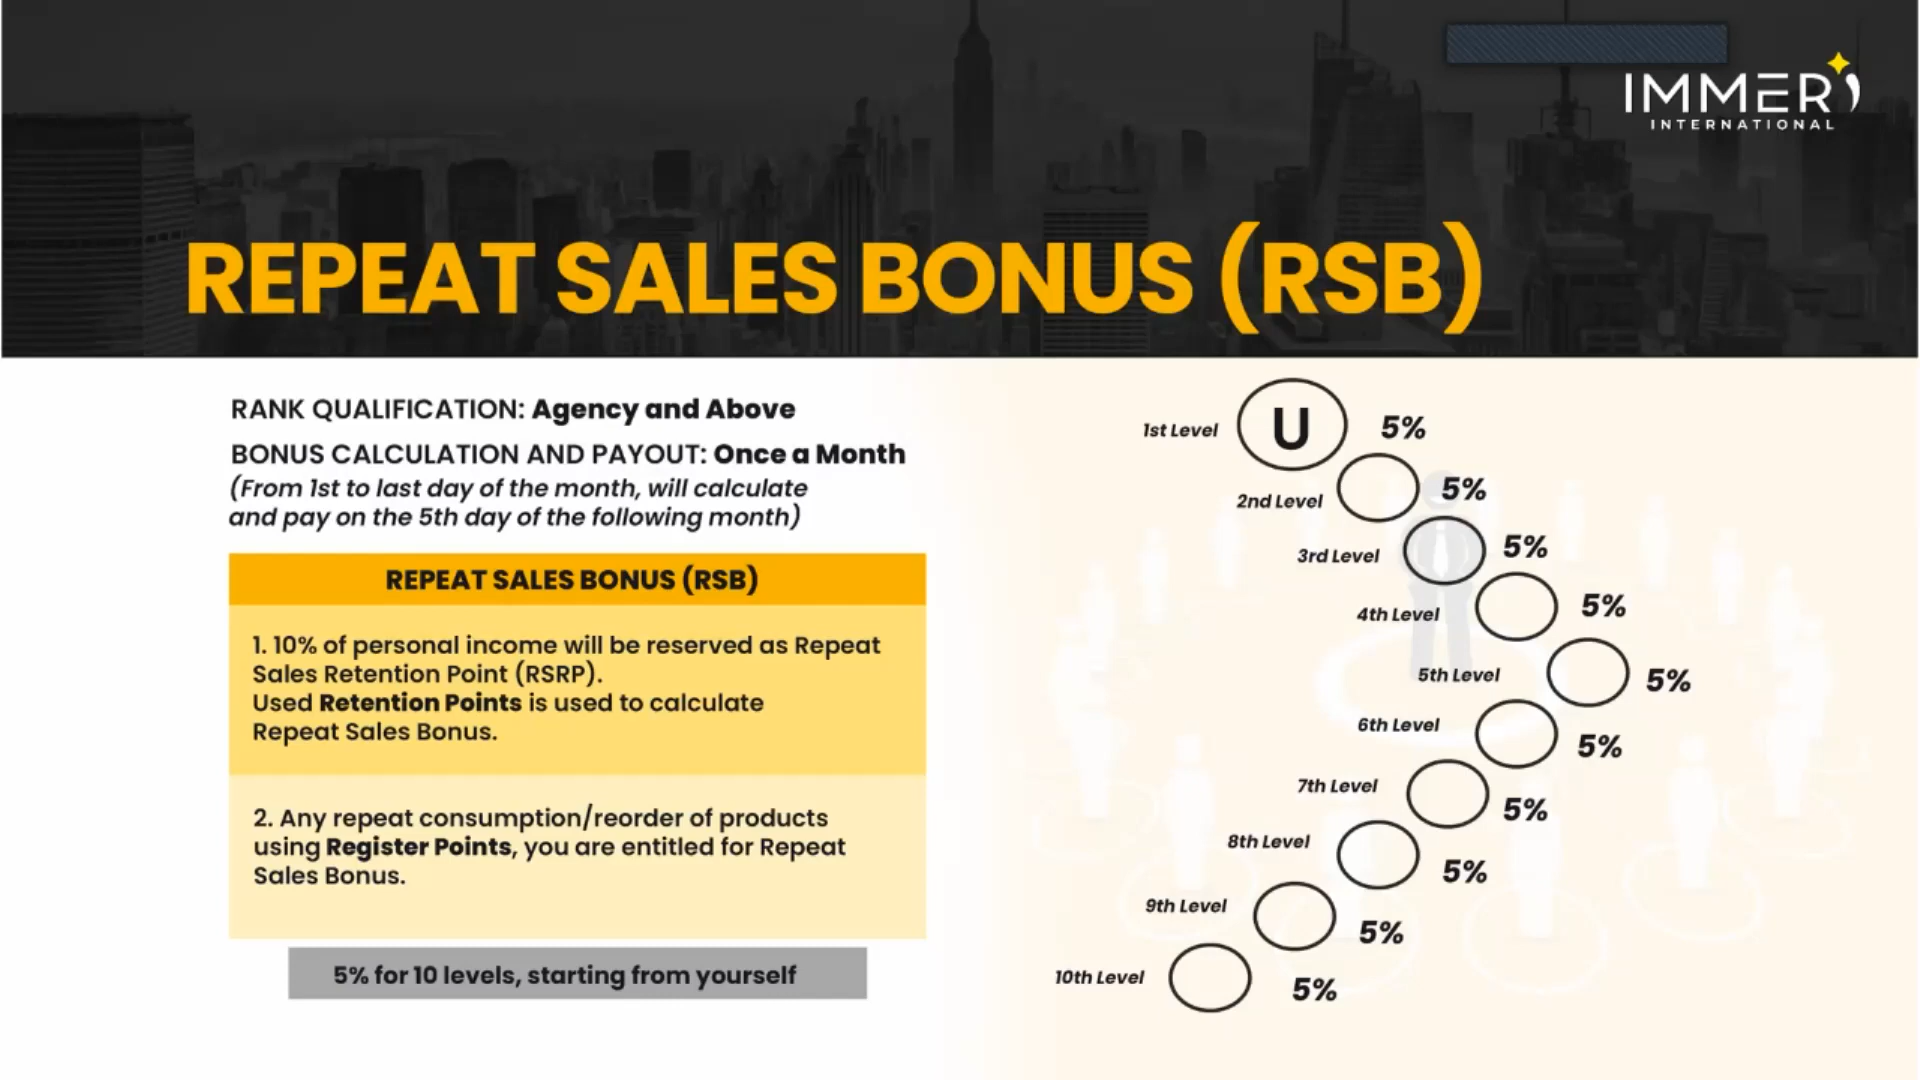 IMMERI
INTERNATIONAL
REPEAT SALES BONUS (RSB)
RANK QUALIFICATION: Agency and Above
BONUS CALCULATION AND PAYOUT: Once a Month
(From 1st to last day of the month, will calculate
and pay on the 5th day of the following month)
REPEAT SALES BONUS (RSB)
1. 10% of personal income will be reserved as Repeat
Sales Retention Point (RSRP).
Used Retention Points is used to calculate
Repeat Sales Bonus.
2. Any repeat consumption/reorder of products
using Register Points, you are entitled for Repeat
Sales Bonus.
5% for 10 levels, starting from yourself
1st Level U 5%
2nd Level 5%
3rd Level 5%
4th Level 5%
5th Level 5%
6th Level 5%
7th Level 5%
8th Level 5%
9th Level 5%
10th Level 5%